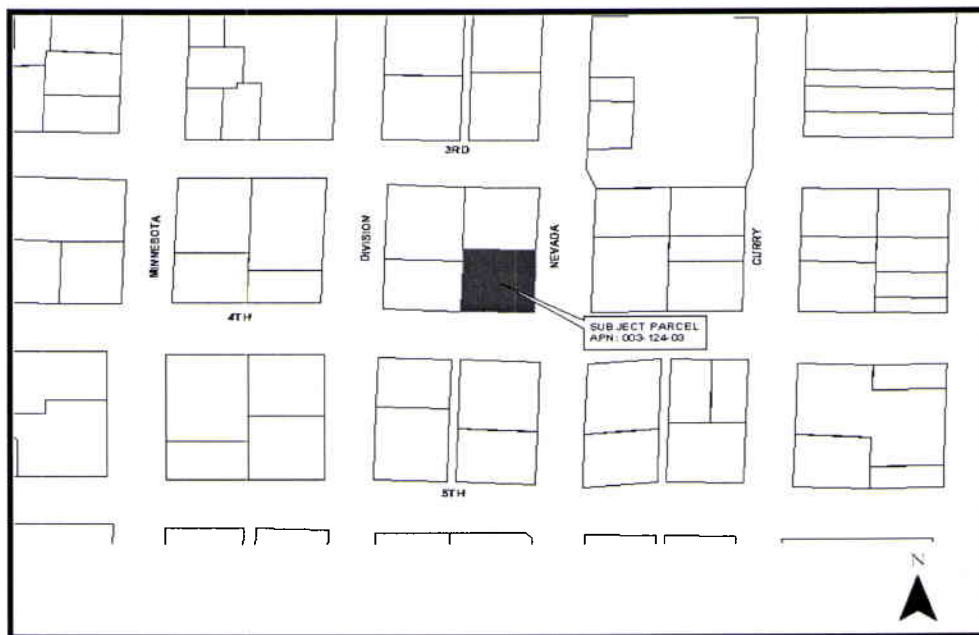 3RD
MINNESOTA
DIVISION
NEVADA
CURRY
4TH
SUBJECT PARCEL
APN: 003-124-03
5TH
N